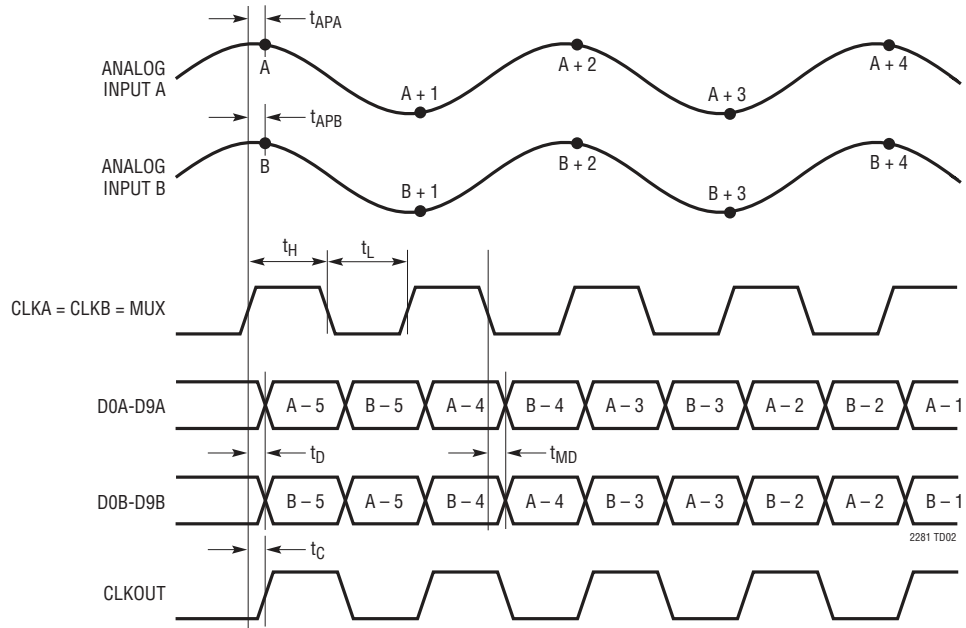 tAPA
ANALOG
INPUT A
A
A + 1
A + 2
A + 3
A + 4
tAPB
ANALOG
INPUT B
B
B + 1
B + 2
B + 3
B + 4
tH
tL
CLKA = CLKB = MUX
D0A-D9A
A – 5
B – 5
A – 4
B – 4
A – 3
B – 3
A – 2
B – 2
A – 1
tD
tMD
D0B-D9B
B – 5
A – 5
B – 4
A – 4
B – 3
A – 3
B – 2
A – 2
B – 1
2281 TD02
tC
CLKOUT